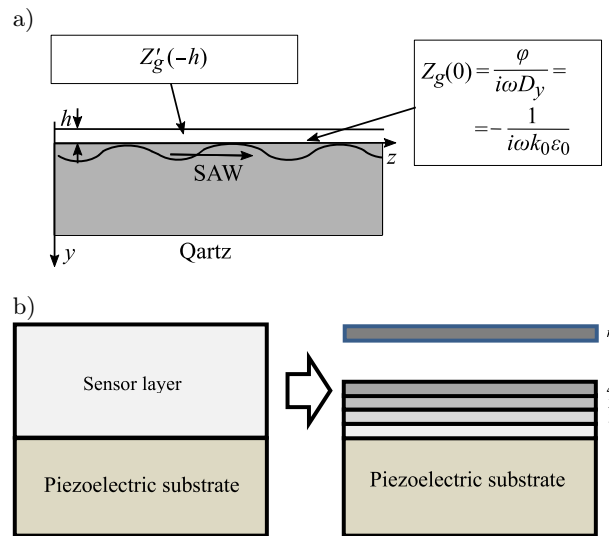 a)
Z′g(−h)
Zg(0) = φ / iωDy =
= − 1 / iωk0ε0
h
z
SAW
y
Qartz
b)
Sensor layer
Piezoelectric substrate
Piezoelectric substrate